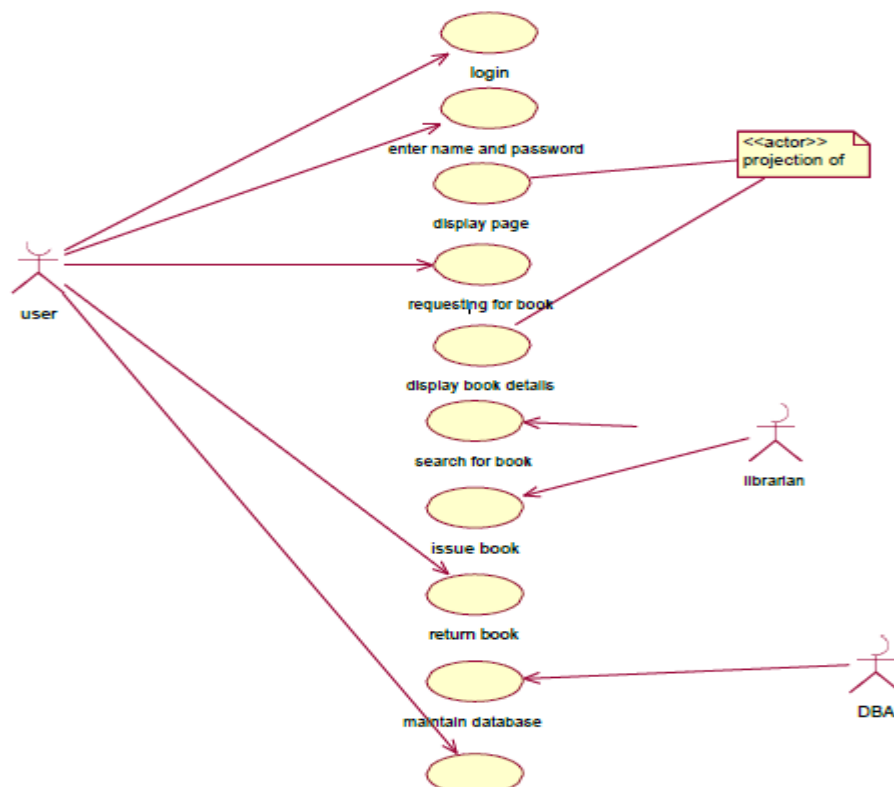 login
enter name and password
<<actor>>
projection of
display page
user
requesting for book
display book details
search for book
librarian
issue book
return book
DBA
maintain database